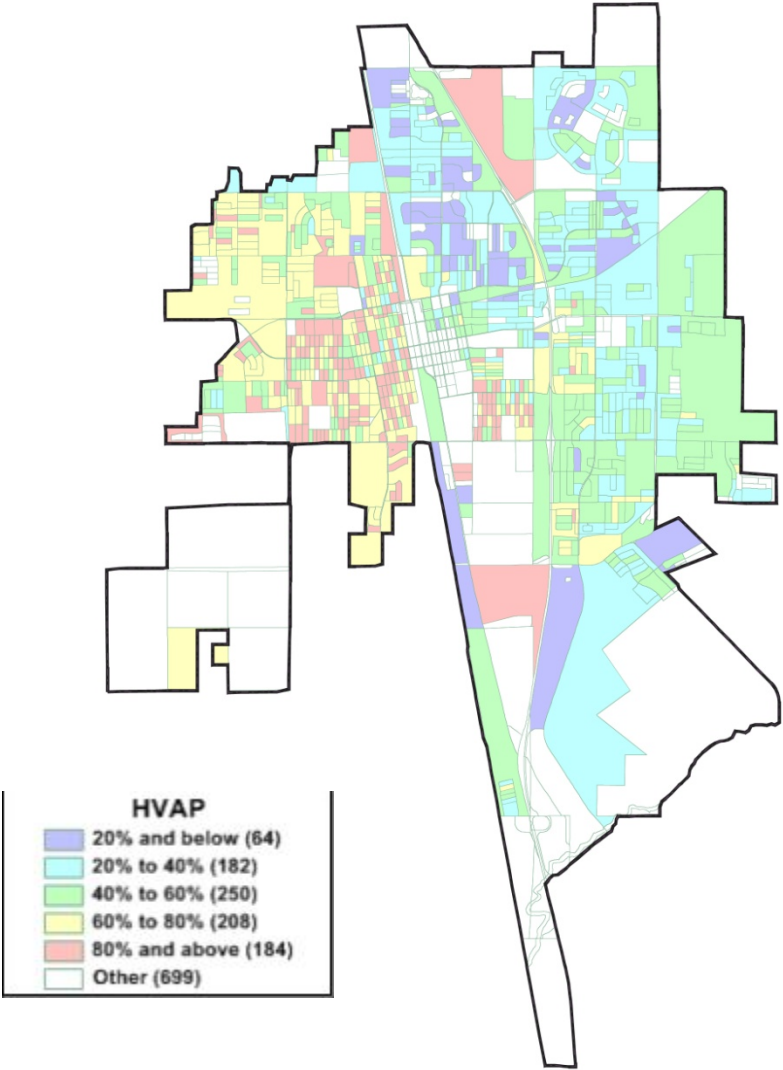 HVAP
20% and below (64)
20% to 40% (182)
40% to 60% (250)
60% to 80% (208)
80% and above (184)
Other (699)